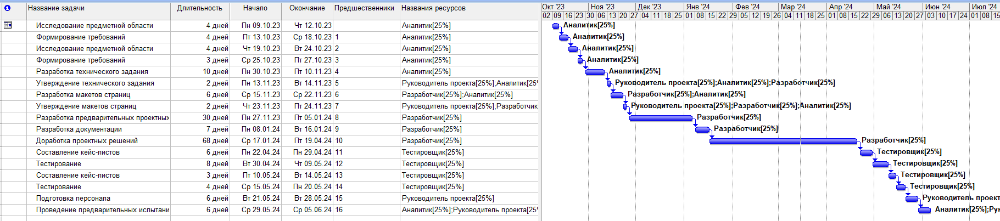 Название задачи Длительность Начало Окончание Предшественники Названия ресурсов
Окт '23 Ноя '23 Дек '23 Янв '24 Фев '24 Мар '24 Апр '24 Май '24 Июн '24 Июл '24
02 09 16 23 30 06 13 20 27 04 11 18 25 01 08 15 22 29 05 12 19 26 04 11 18 25 01 08 15 22 29 06 13 20 27 03 10 17 24 01 08 15
Исследование предметной области 4 дней Пн 09.10.23 Чт 12.10.23 Аналитик[25%] Аналитик[25%]
Формирование требований 4 дней Пт 13.10.23 Ср 18.10.23 1 Аналитик[25%] Аналитик[25%]
Исследование предметной области 4 дней Чт 19.10.23 Вт 24.10.23 2 Аналитик[25%] Аналитик[25%]
Формирование требований 3 дней Ср 25.10.23 Пт 27.10.23 3 Аналитик[25%] Аналитик[25%]
Разработка технического задания 10 дней Пн 30.10.23 Пт 10.11.23 4 Аналитик[25%] Аналитик[25%]
Утверждение технического задания 2 дней Пн 13.11.23 Вт 14.11.23 5 Руководитель проекта[25%];Аналитик[25% Руководитель проекта[25%];Аналитик[25%];Разработчик[25%]
Разработка макетов страниц 6 дней Ср 15.11.23 Ср 22.11.23 6 Разработчик[25%];Аналитик[25%] Разработчик[25%];Аналитик[25%]
Утверждение макетов страниц 2 дней Чт 23.11.23 Пт 24.11.23 7 Руководитель проекта[25%];Разработчик Руководитель проекта[25%];Разработчик[25%];Аналитик[25%]
Разработка предварительных проектных 30 дней Пн 27.11.23 Пт 05.01.24 8 Разработчик[25%] Разработчик[25%]
Разработка документации 7 дней Пн 08.01.24 Вт 16.01.24 9 Разработчик[25%] Разработчик[25%]
Доработка проектных решений 68 дней Ср 17.01.24 Пт 19.04.24 10 Разработчик[25%] Разработчик[25%]
Составление кейс-листов 6 дней Пн 22.04.24 Пн 29.04.24 11 Тестировщик[25%] Тестировщик[25%]
Тестирование 8 дней Вт 30.04.24 Чт 09.05.24 12 Тестировщик[25%] Тестировщик[25%]
Составление кейс-листов 3 дней Пт 10.05.24 Вт 14.05.24 13 Тестировщик[25%] Тестировщик[25%]
Тестирование 4 дней Ср 15.05.24 Пн 20.05.24 14 Тестировщик[25%] Тестировщик[25%]
Подготовка персонала 6 дней Вт 21.05.24 Вт 28.05.24 15 Руководитель проекта[25%] Руководитель проект
Проведение предварительных испытани 6 дней Ср 29.05.24 Ср 05.06.24 16 Аналитик[25%];Руководитель проекта[25% Аналитик[25%];Рук